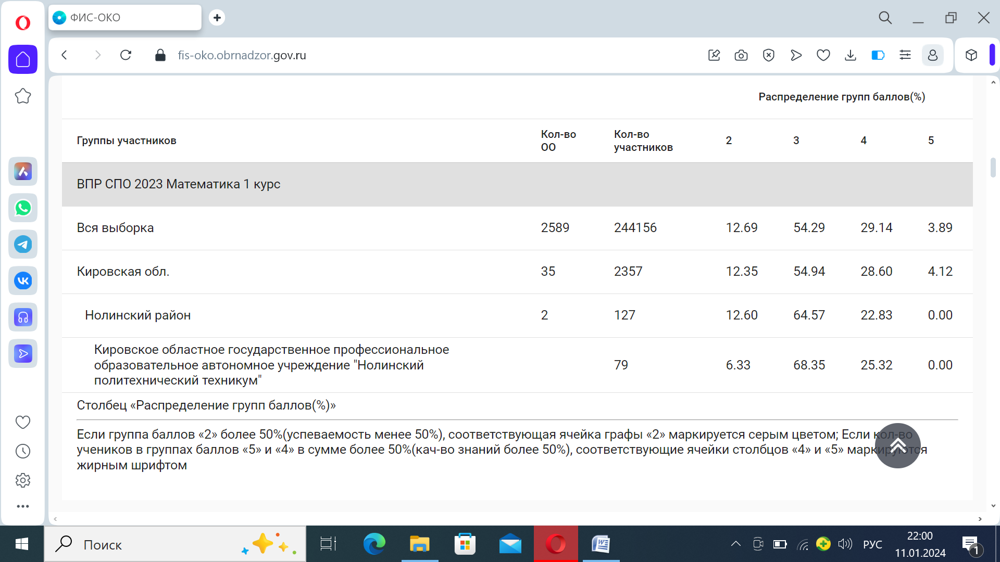 ФИС-ОКО
fis-oko.obrnadzor.gov.ru
Распределение групп баллов(%)
Группы участников
Кол-во ОО
Кол-во участников
2 3 4 5
ВПР СПО 2023 Математика 1 курс
Вся выборка 2589 244156 12.69 54.29 29.14 3.89
Кировская обл. 35 2357 12.35 54.94 28.60 4.12
Нолинский район 2 127 12.60 64.57 22.83 0.00
Кировское областное государственное профессиональное
образовательное автономное учреждение "Нолинский
политехнический техникум"
79 6.33 68.35 25.32 0.00
Столбец «Распределение групп баллов(%)»
Если группа баллов «2» более 50%(успеваемость менее 50%), соответствующая ячейка графы «2» маркируется серым цветом; Если кол-во
учеников в группах баллов «5» и «4» в сумме более 50%(кач-во знаний более 50%), соответствующие ячейки столбцов «4» и «5» маркируются
жирным шрифтом
Поиск
РУС
22:00
11.01.2024
1